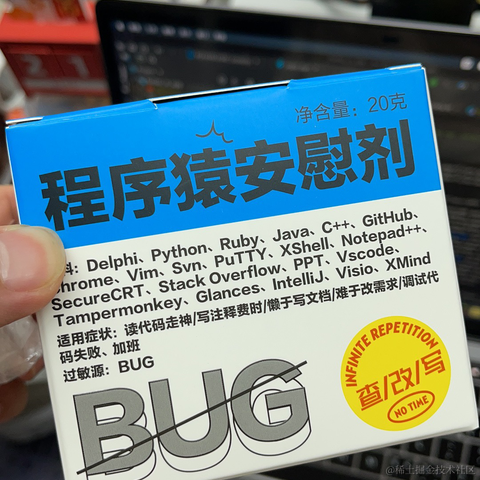 净含量：20克
程序猿安慰剂
料：Delphi、Python、Ruby、Java、C++、GitHub、
hrome、Vim、Svn、PuTTY、XShell、Notepad++、
SecureCRT、Stack Overflow、PPT、Vscode、
Tampermonkey、Glances、IntelliJ、Visio、XMind
适用症状：读代码走神/写注释费时/懒于写文档/难于改需求/调试代
码失败、加班
过敏源：BUG
BUG
INFINITE REPETITION
查/改/写
NO TIME
21
@稀土掘金技术社区